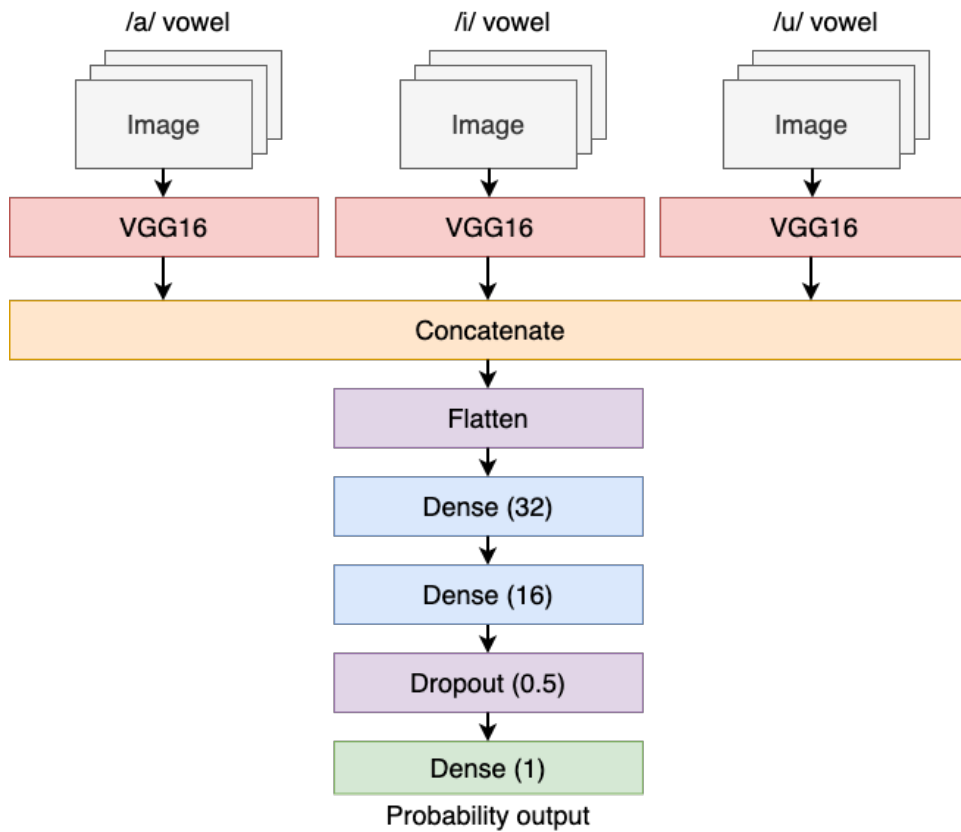 /a/ vowel /i/ vowel /u/ vowel
Image Image Image
VGG16 VGG16 VGG16
Concatenate
Flatten
Dense (32)
Dense (16)
Dropout (0.5)
Dense (1)
Probability output